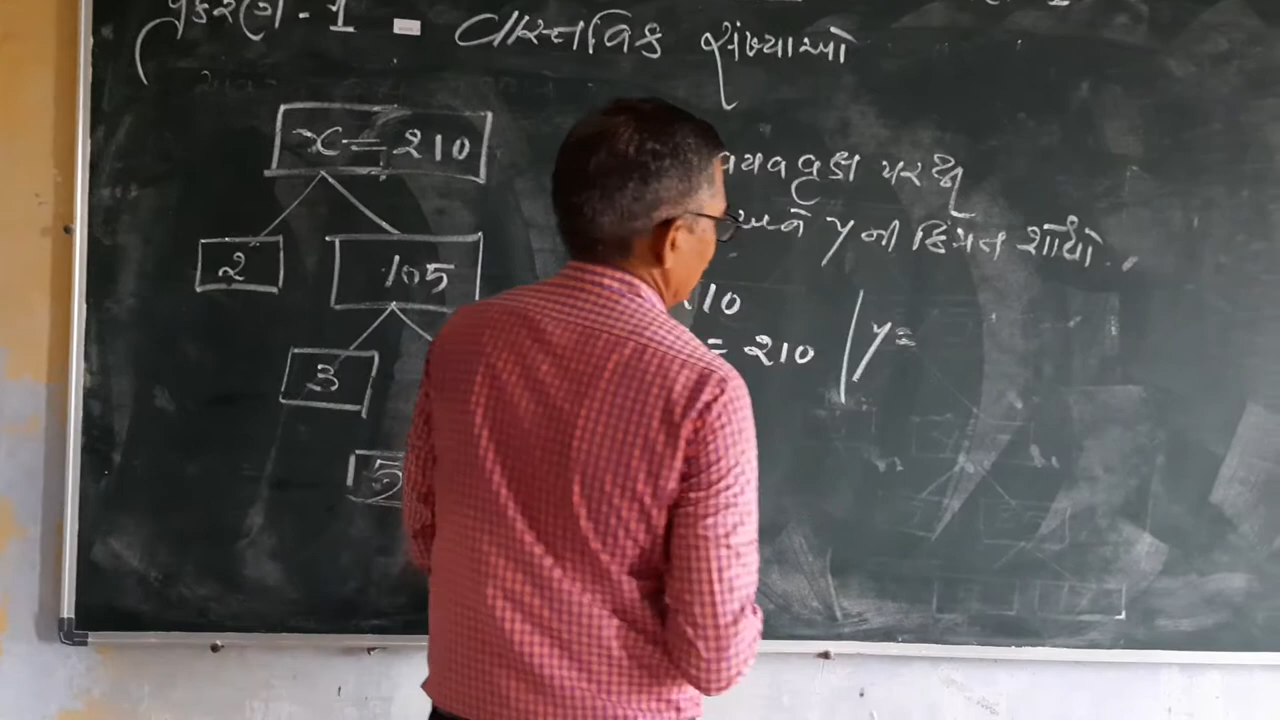 પ્રકરણ - 1 વાસ્તવિક સંખ્યાઓ
x = 210
અવયવવૃક્ષ પરથી
અને y ની કિંમત શોધો.
2
105
210
= 210
y =
3
5